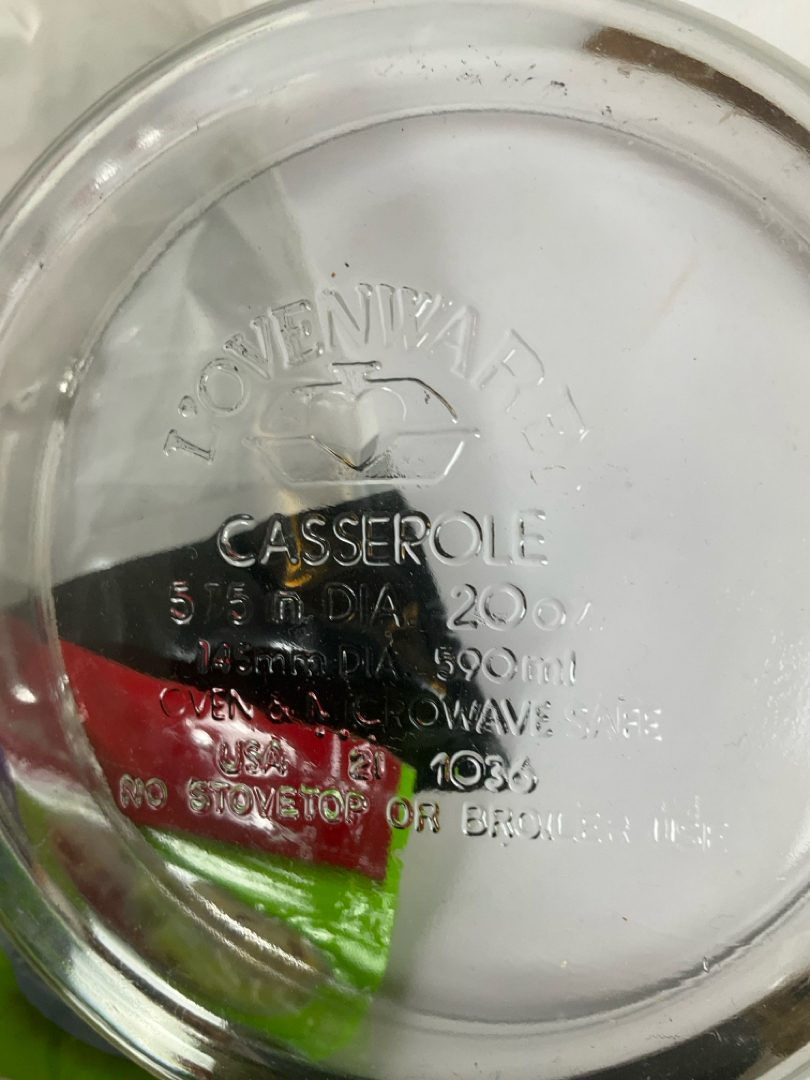 L'OVENWARE
CASSEROLE
5.75 in. DIA. 20 oz.
145mm DIA. 590ml
OVEN & MICROWAVE SAFE
USA 21 1036
NO STOVETOP OR BROILER USE